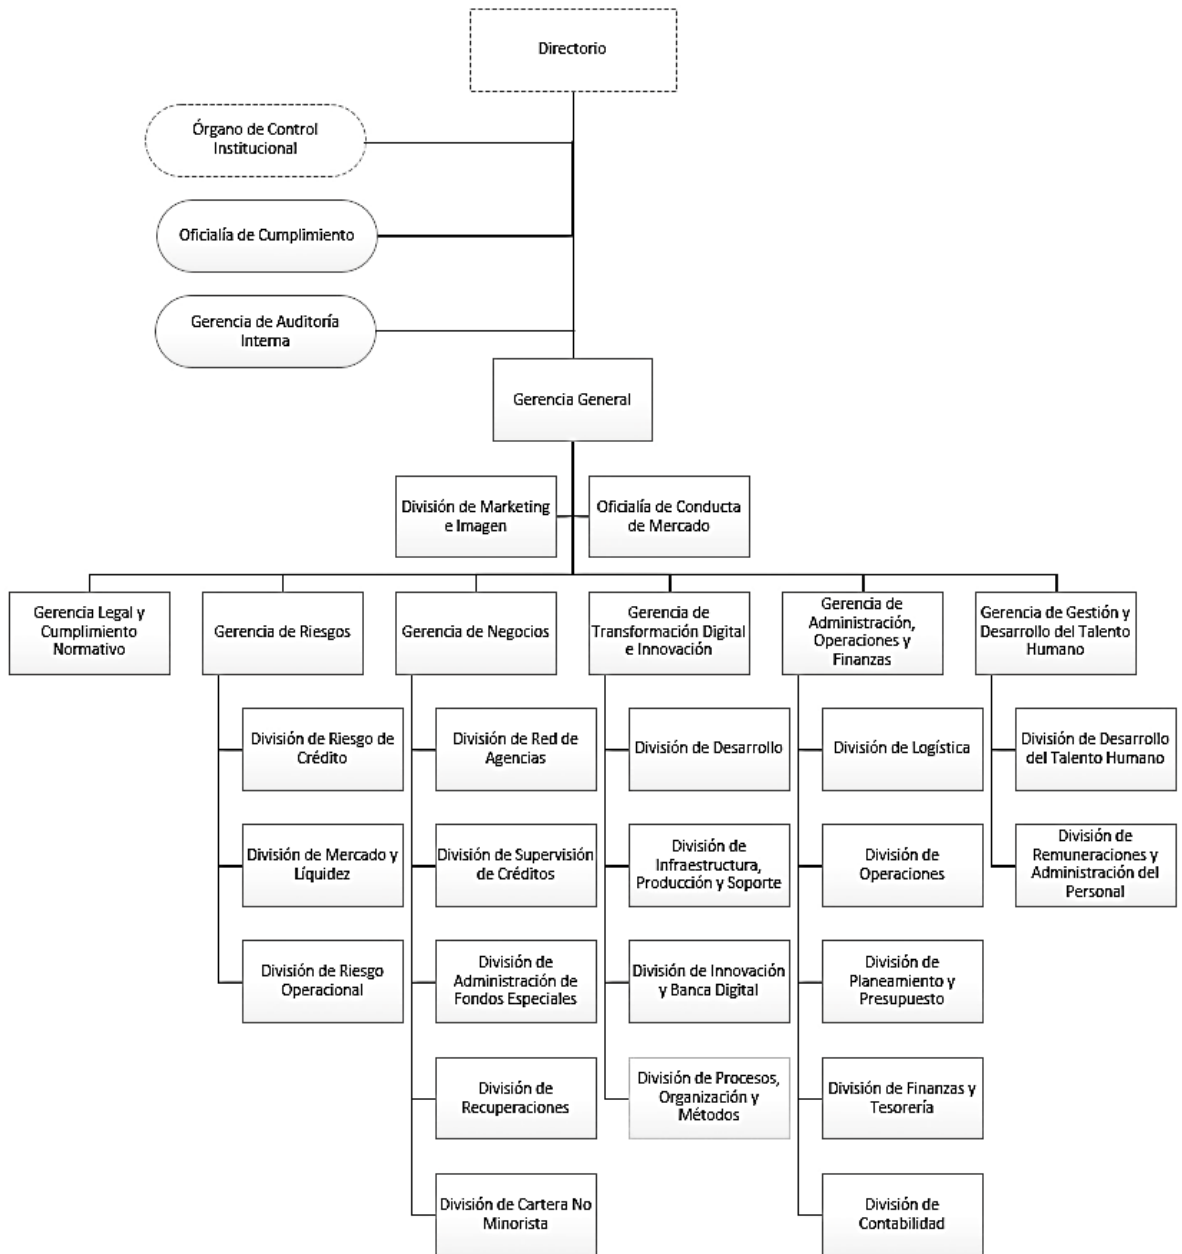 Directorio
Órgano de Control
Institucional
Oficialía de Cumplimiento
Gerencia de Auditoría
Interna
Gerencia General
División de Marketing
e Imagen
Oficialía de Conducta
de Mercado
Gerencia Legal y
Cumplimiento
Normativo
Gerencia de Riesgos
Gerencia de Negocios
Gerencia de
Transformación Digital
e Innovación
Gerencia de
Administración,
Operaciones y
Finanzas
Gerencia de Gestión y
Desarrollo del Talento
Humano
División de Riesgo de
Crédito
División de Red de
Agencias
División de Desarrollo
División de Logística
División de Desarrollo
del Talento Humano
División de Mercado y
Líquidez
División de Supervisión
de Créditos
División de
Infraestructura,
Producción y Soporte
División de
Operaciones
División de
Remuneraciones y
Administración del
Personal
División de Riesgo
Operacional
División de
Administración de
Fondos Especiales
División de Innovación
y Banca Digital
División de
Planeamiento y
Presupuesto
División de
Recuperaciones
División de Procesos,
Organización y
Métodos
División de Finanzas y
Tesorería
División de Cartera No
Minorista
División de
Contabilidad